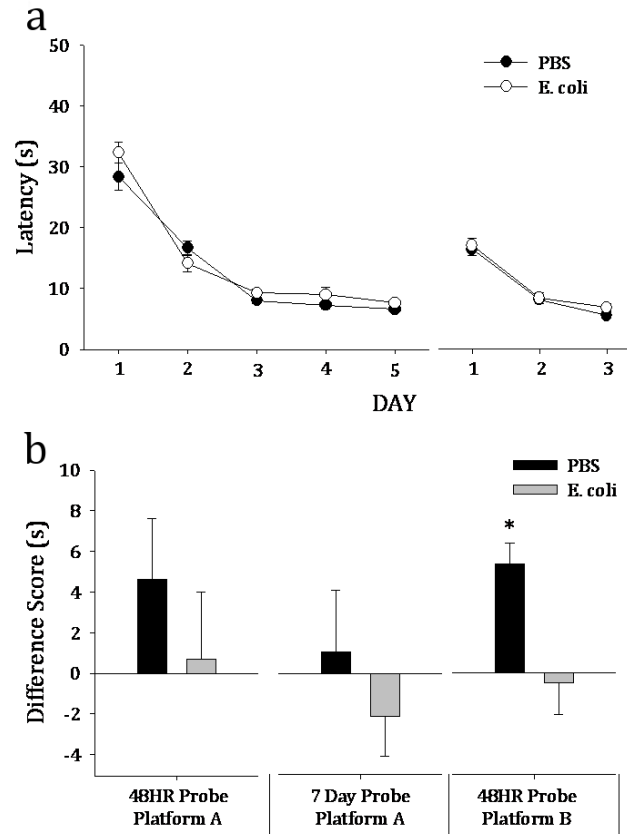 a
50
40
30
20
10
0
Latency (s)
PBS
E. coli
1 2 3 4 5 1 2 3
DAY
b
10
8
6
4
2
0
-2
-4
Difference Score (s)
PBS
E. coli
*
48HR Probe
Platform A
7 Day Probe
Platform A
48HR Probe
Platform B